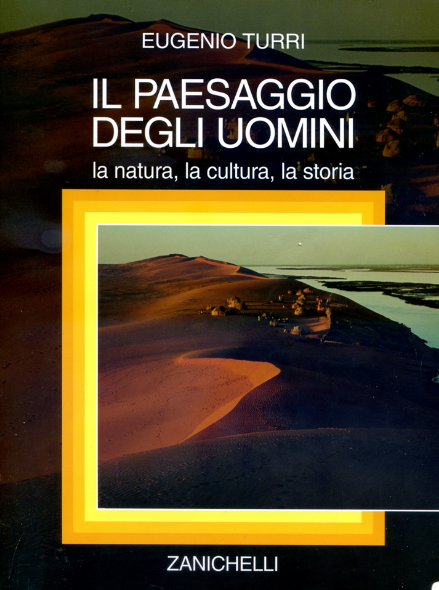 EUGENIO TURRI
IL PAESAGGIO
DEGLI UOMINI
la natura, la cultura, la storia
ZANICHELLI